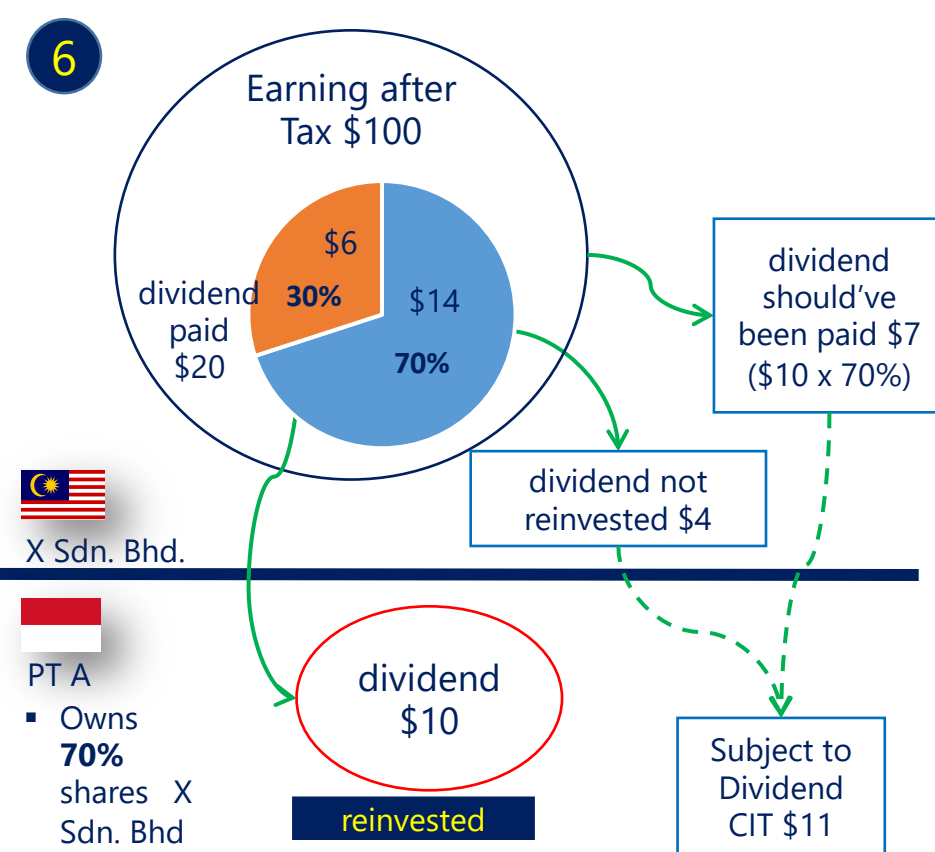 6
Earning after
Tax $100
$6
30%
$14
70%
dividend
paid
$20
dividend
should've
been paid $7
($10 x 70%)
dividend not
reinvested $4
X Sdn. Bhd.
PT A
▪ Owns
70%
shares X
Sdn. Bhd
dividend
$10
reinvested
Subject to
Dividend
CIT $11